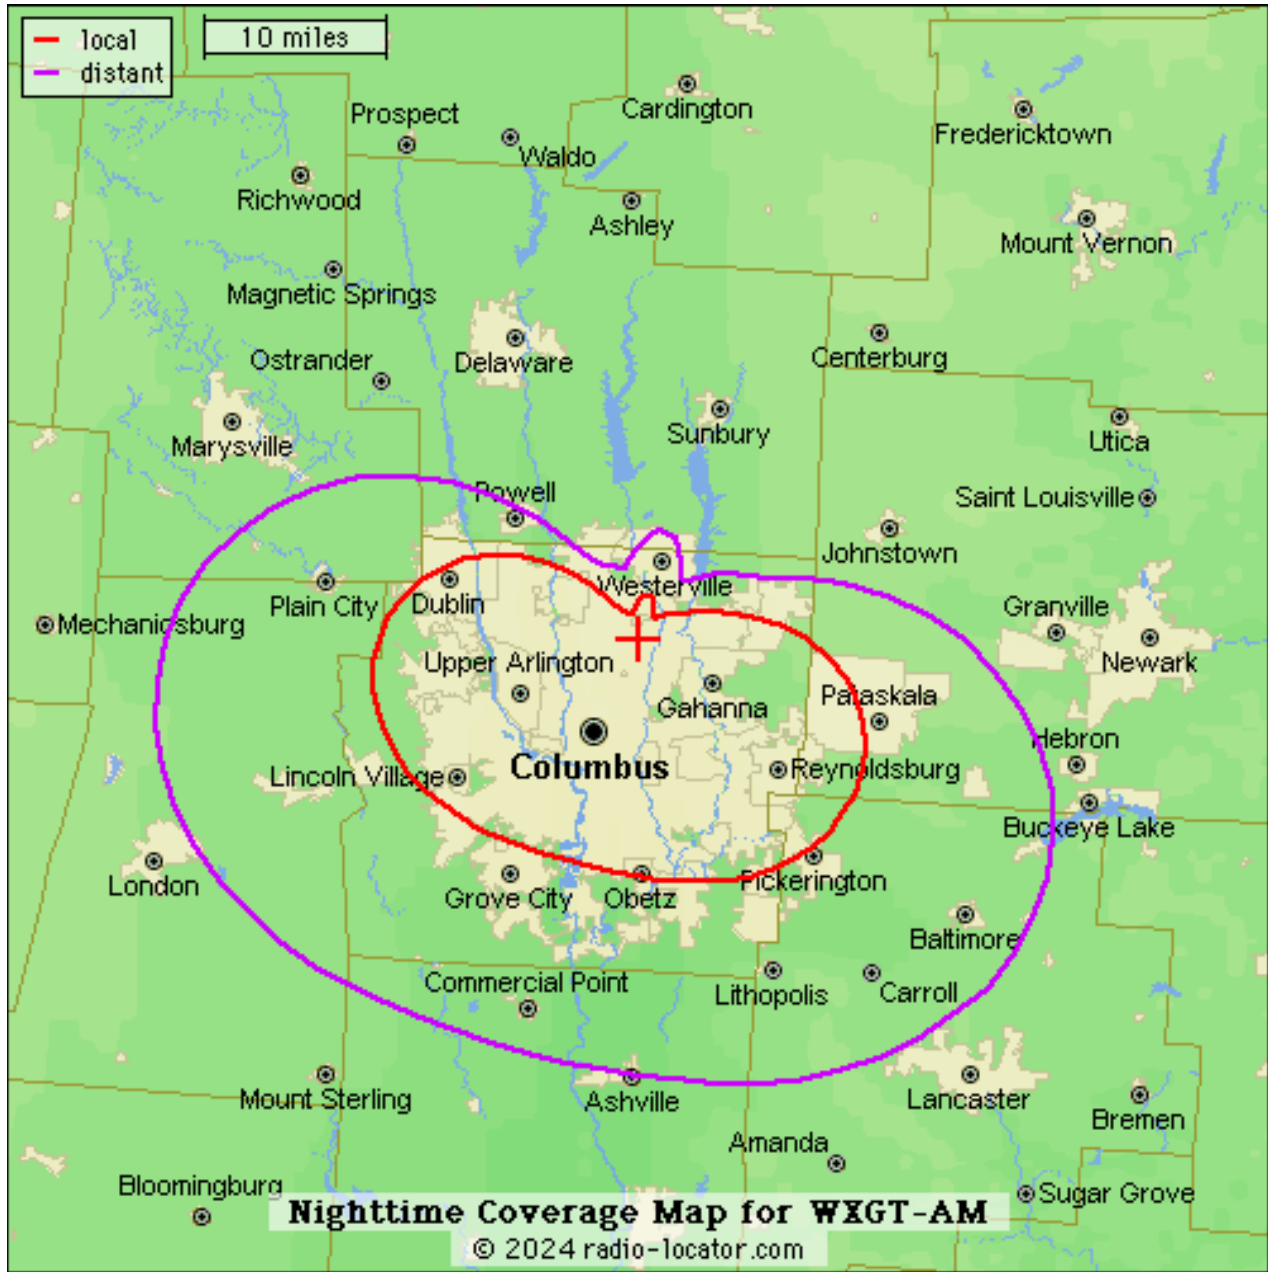 local
10 miles
distant
Cardington
Prospect
Fredericktown
Waldo
Richwood
Ashley
Mount Vernon
Magnetic Springs
Ostrander
Delaware
Centerburg
Sunbury
Marysville
Utica
Powell
Saint Louisville
Johnstown
Westerville
Plain City
Dublin
Granville
Mechanicsburg
Upper Arlington
Newark
Pataskala
Gahanna
Hebron
Columbus
Lincoln Village
Reynoldsburg
Buckeye Lake
London
Pickerington
Grove City
Obetz
Baltimore
Commercial Point
Lithopolis
Carroll
Mount Sterling
Ashville
Lancaster
Bremen
Amanda
Bloomingburg
Sugar Grove
Nighttime Coverage Map for WXGT-AM
© 2024 radio-locator.com